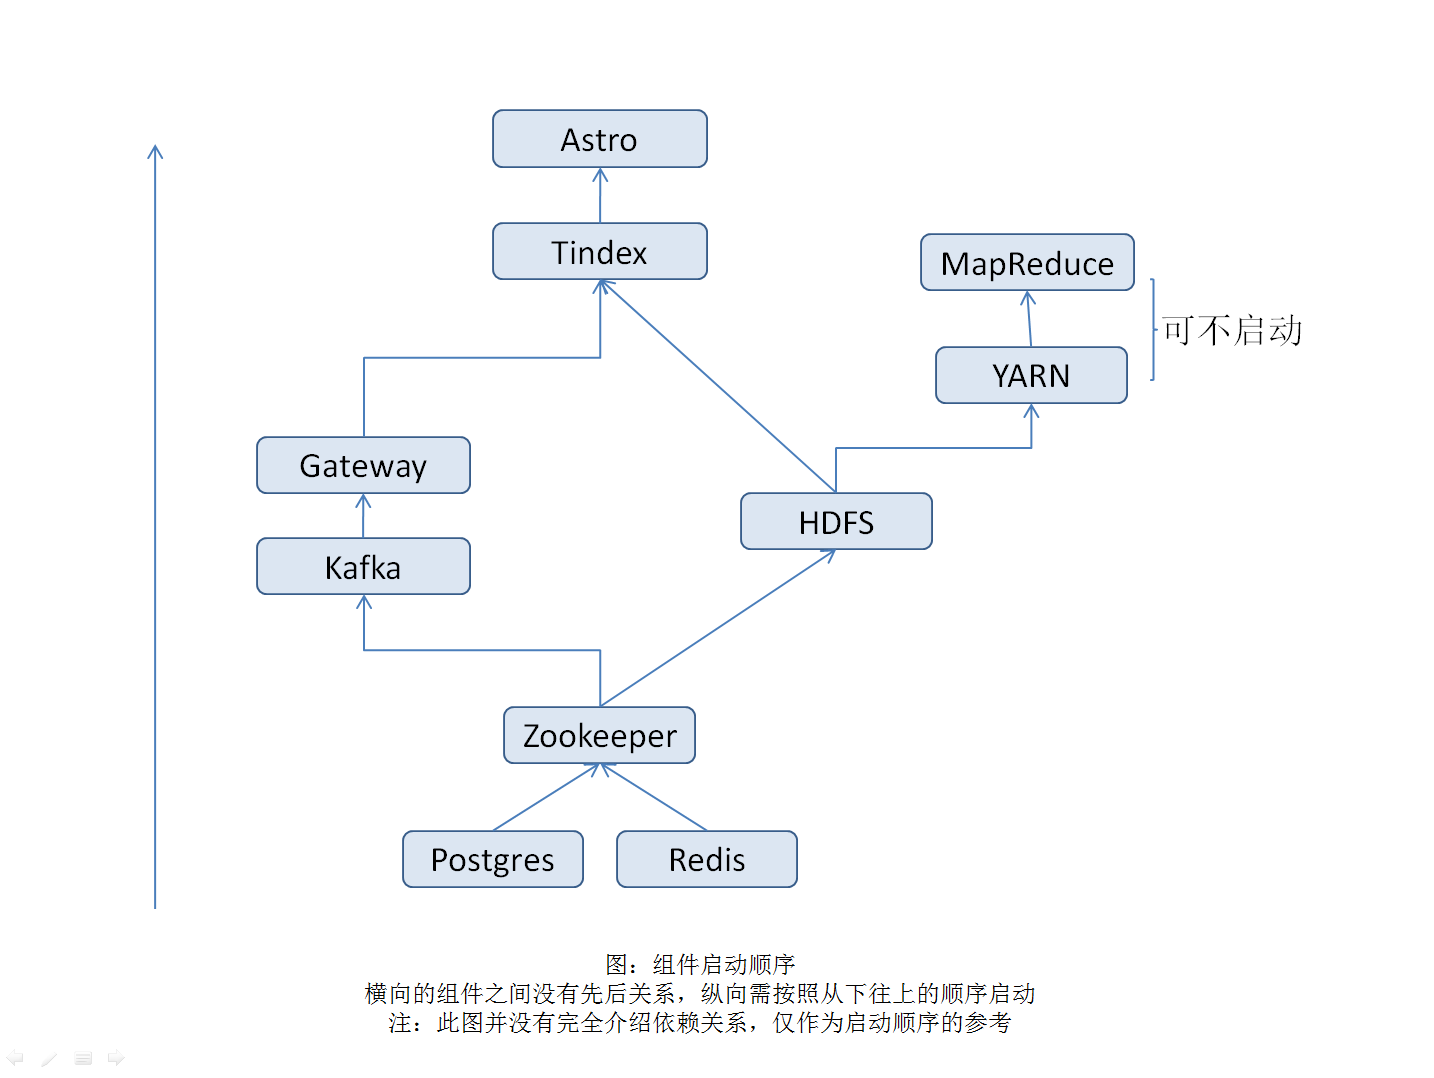 Astro
Tindex
MapReduce
可不启动
YARN
Gateway
HDFS
Kafka
Zookeeper
Postgres
Redis
图：组件启动顺序
横向的组件之间没有先后关系，纵向需按照从下往上的顺序启动
注：此图并没有完全介绍依赖关系，仅作为启动顺序的参考